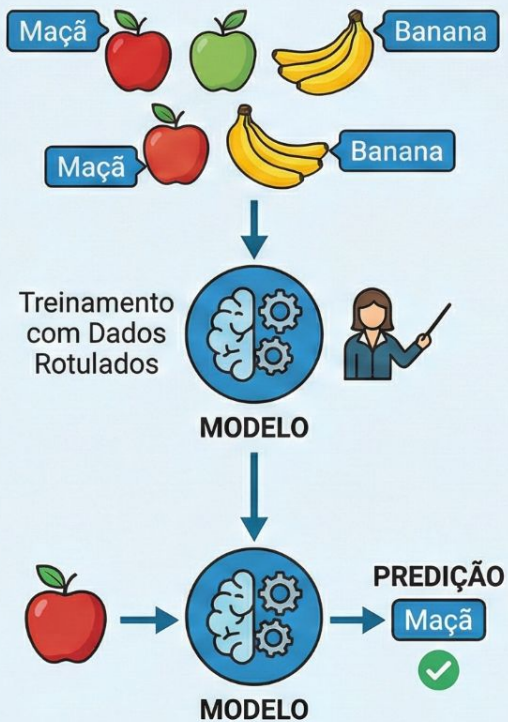 Maçã
Banana
Maçã
Banana
Treinamento
com Dados
Rotulados
MODELO
PREDIÇÃO
Maçã
MODELO